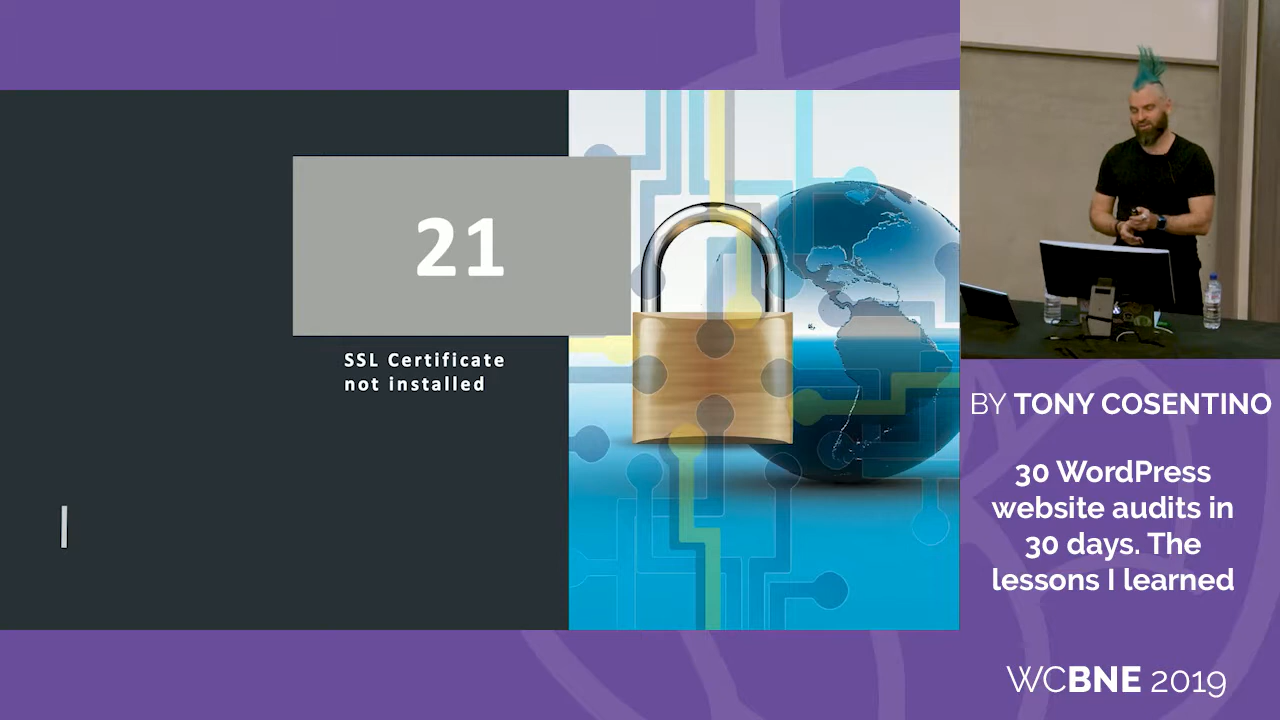 21
SSL Certificate
not installed
BY TONY COSENTINO
30 WordPress
website audits in
30 days. The
lessons I learned
WCBNE 2019